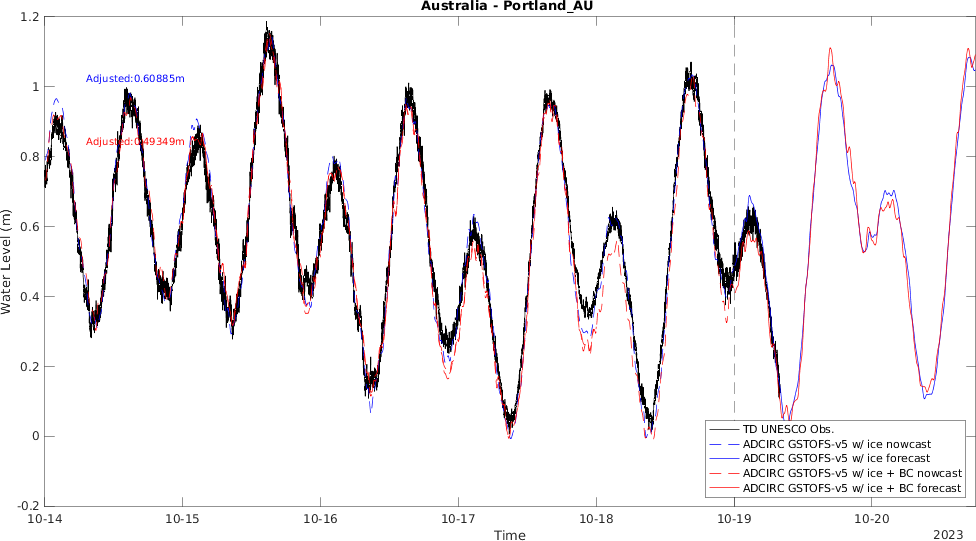 Australia - Portland_AU
1.2
1
0.8
0.6
0.4
0.2
0
-0.2
Water Level (m)
Adjusted:0.60885m
Adjusted:0.49349m
TD UNESCO Obs.
ADCIRC GSTOFS-v5 w/ ice nowcast
ADCIRC GSTOFS-v5 w/ ice forecast
ADCIRC GSTOFS-v5 w/ ice + BC nowcast
ADCIRC GSTOFS-v5 w/ ice + BC forecast
10-14 10-15 10-16 10-17 10-18 10-19 10-20
Time
2023